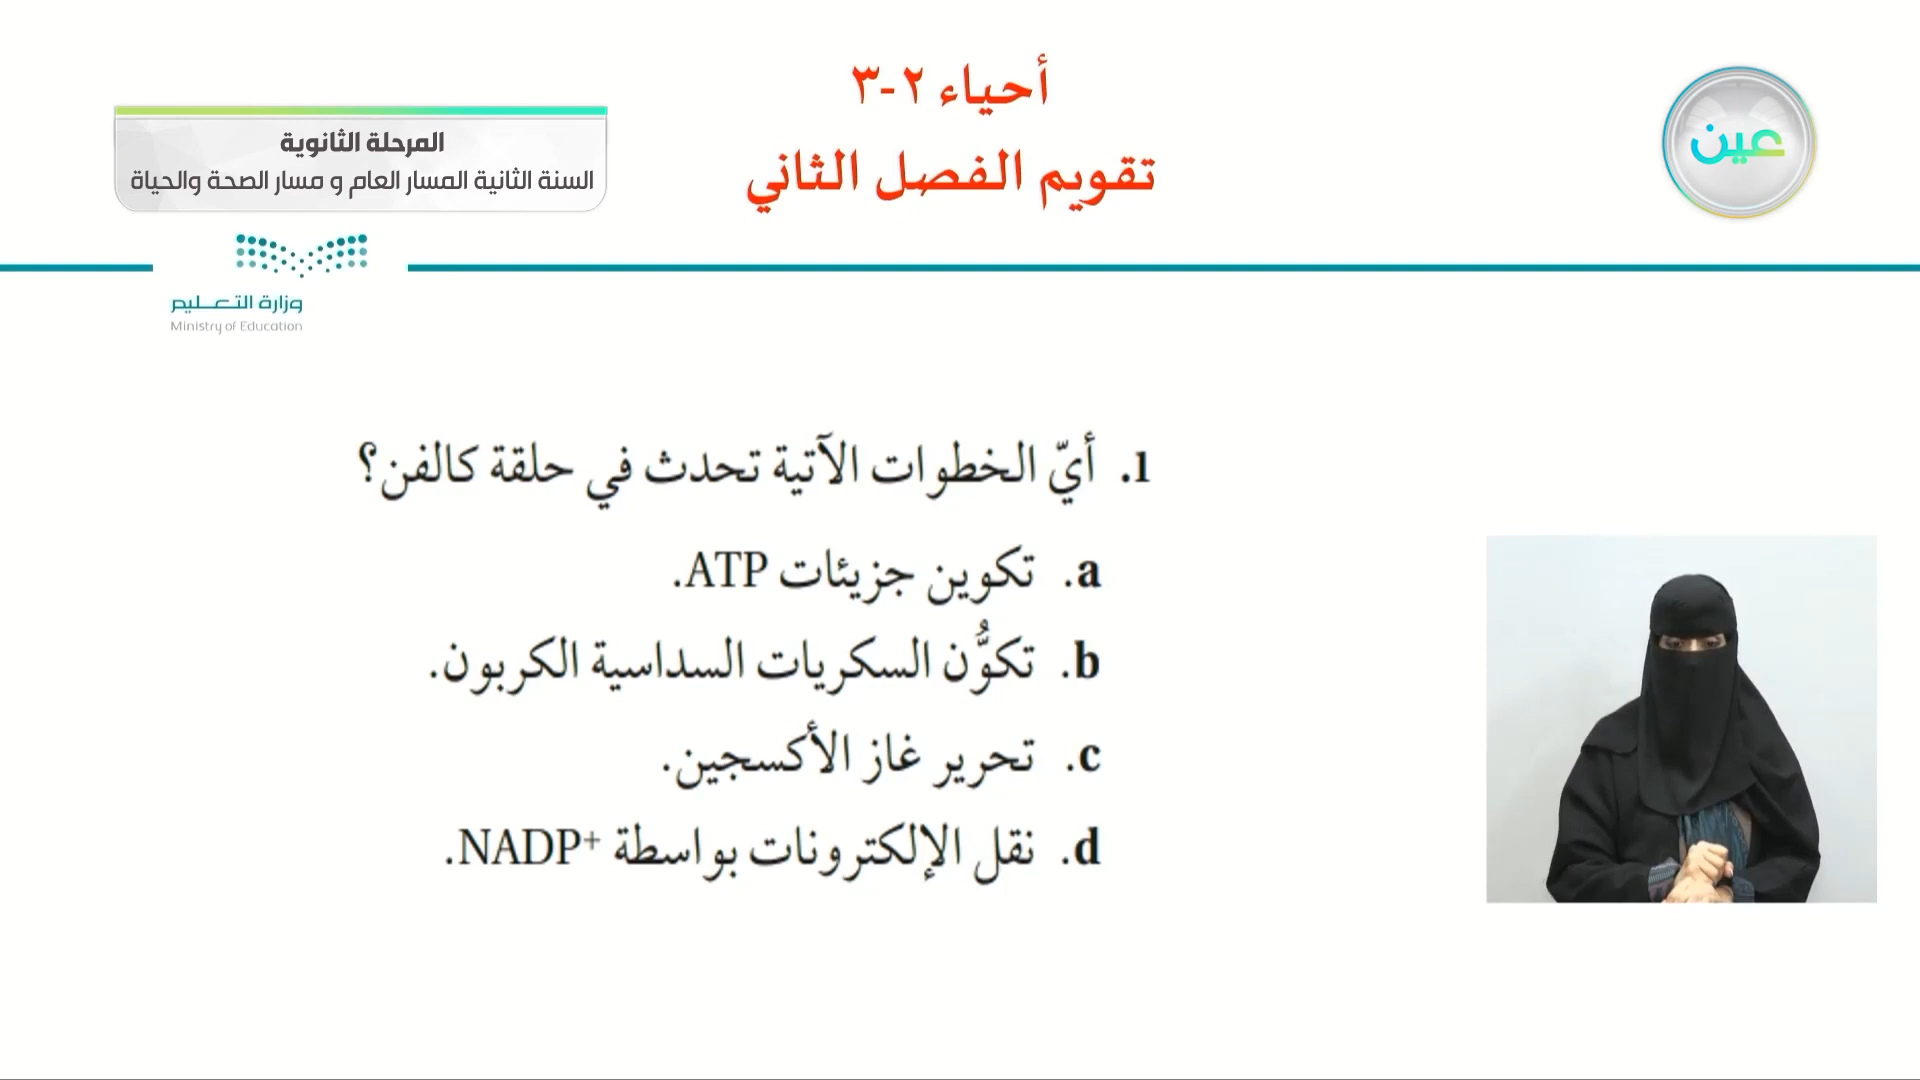 أحياء ٢-٣
تقويم الفصل الثاني
عين
المرحلة الثانوية
السنة الثانية المسار العام و مسار الصحة والحياة
وزارة التعليم
Ministry of Education
1. أيّ الخطوات الآتية تحدث في حلقة كالفن؟
a. تكوين جزيئات ATP.
b. تكوُّن السكريات السداسية الكربون.
c. تحرير غاز الأكسجين.
d. نقل الإلكترونات بواسطة NADP⁺.